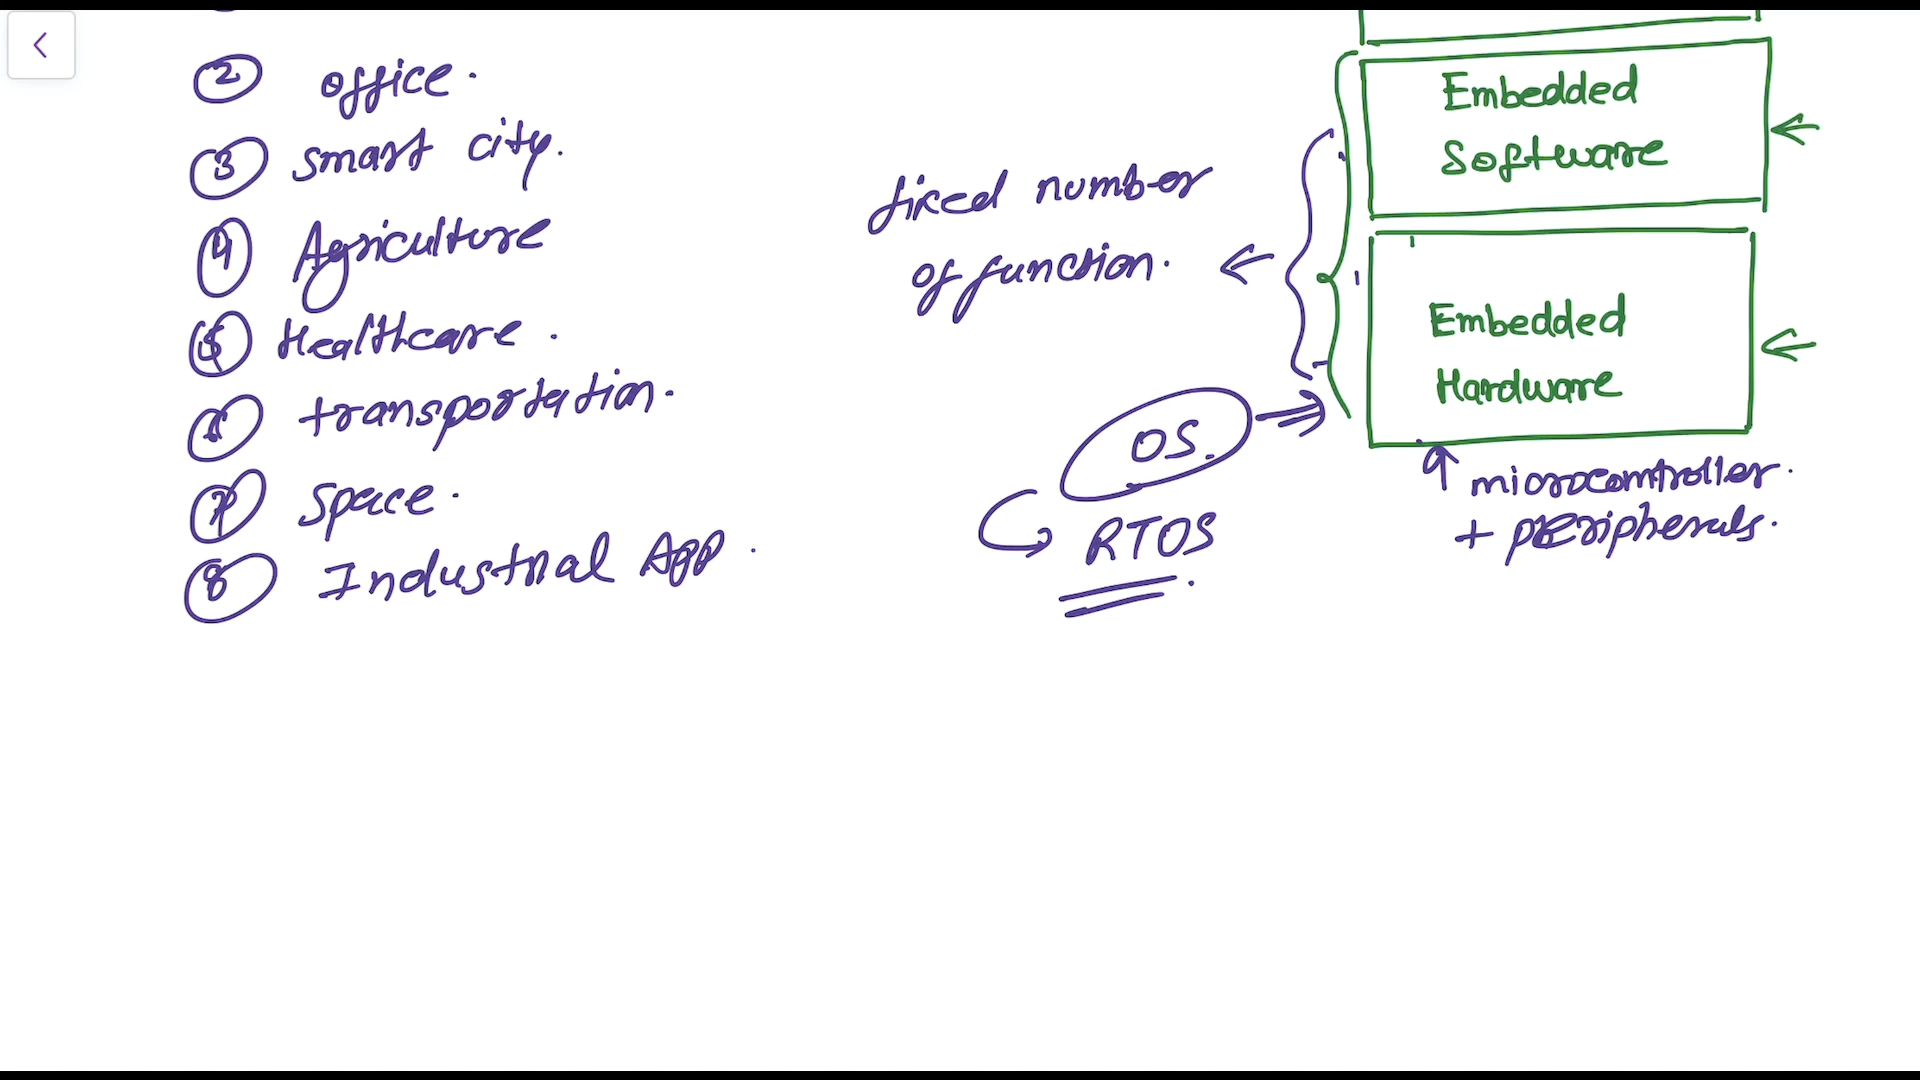 ② office.
③ smart city.
④ Agriculture
⑤ Healthcare.
⑥ transportation.
⑦ space.
⑧ Industrial App.
fixed number
of function.
OS.
RTOS
Embedded
Software
Embedded
Hardware
microcontroller.
+ peripherals.